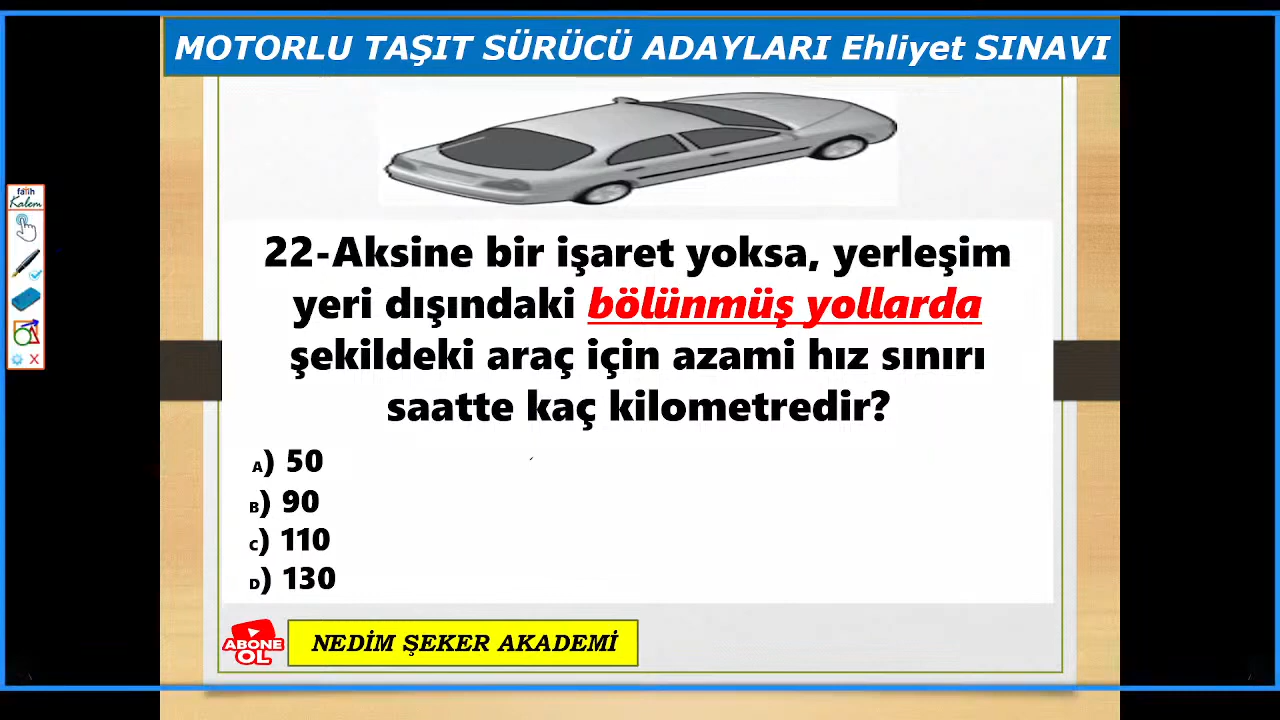 MOTORLU TAŞIT SÜRÜCÜ ADAYLARI Ehliyet SINAVI
fatih
Kalem
22-Aksine bir işaret yoksa, yerleşim
yeri dışındaki bölünmüş yollarda
şekildeki araç için azami hız sınırı
saatte kaç kilometredir?
A) 50
B) 90
C) 110
D) 130
ABONE
OL
NEDİM ŞEKER AKADEMİ